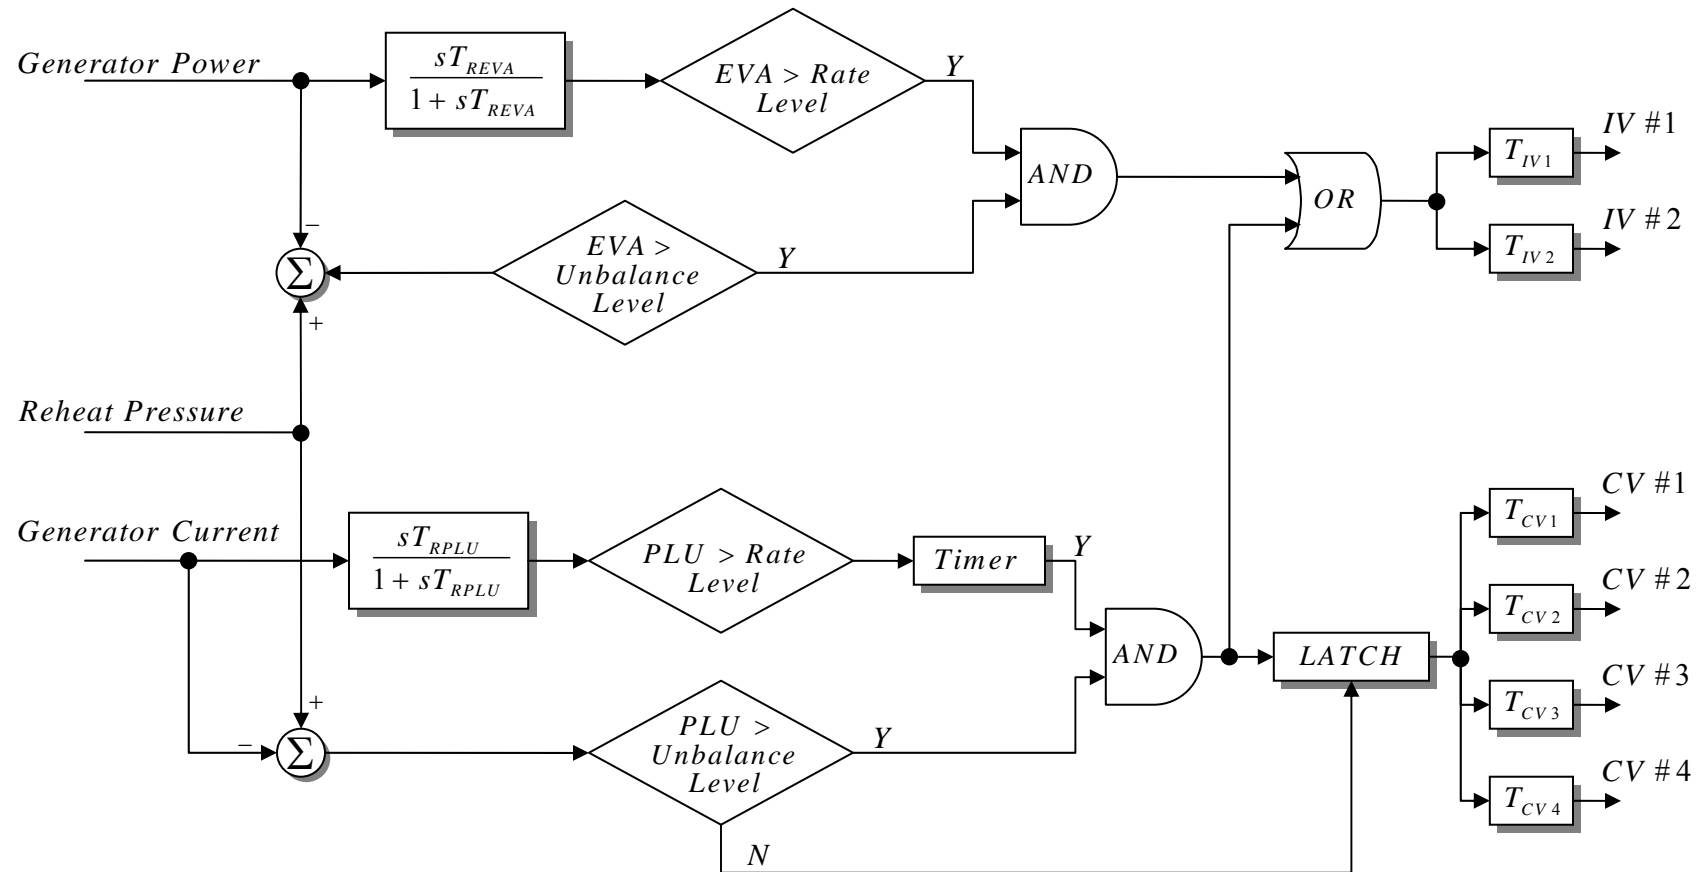 Generator Power
sT_REVA
1 + sT_REVA
EVA > Rate
Level
Y
AND
OR
T_IV1
IV #1
T_IV2
IV #2
−
Σ
+
EVA >
Unbalance
Level
Y
Reheat Pressure
Generator Current
sT_RPLU
1 + sT_RPLU
PLU > Rate
Level
Timer
Y
AND
LATCH
+
−
Σ
PLU >
Unbalance
Level
Y
N
T_CV1
CV #1
T_CV2
CV #2
T_CV3
CV #3
T_CV4
CV #4